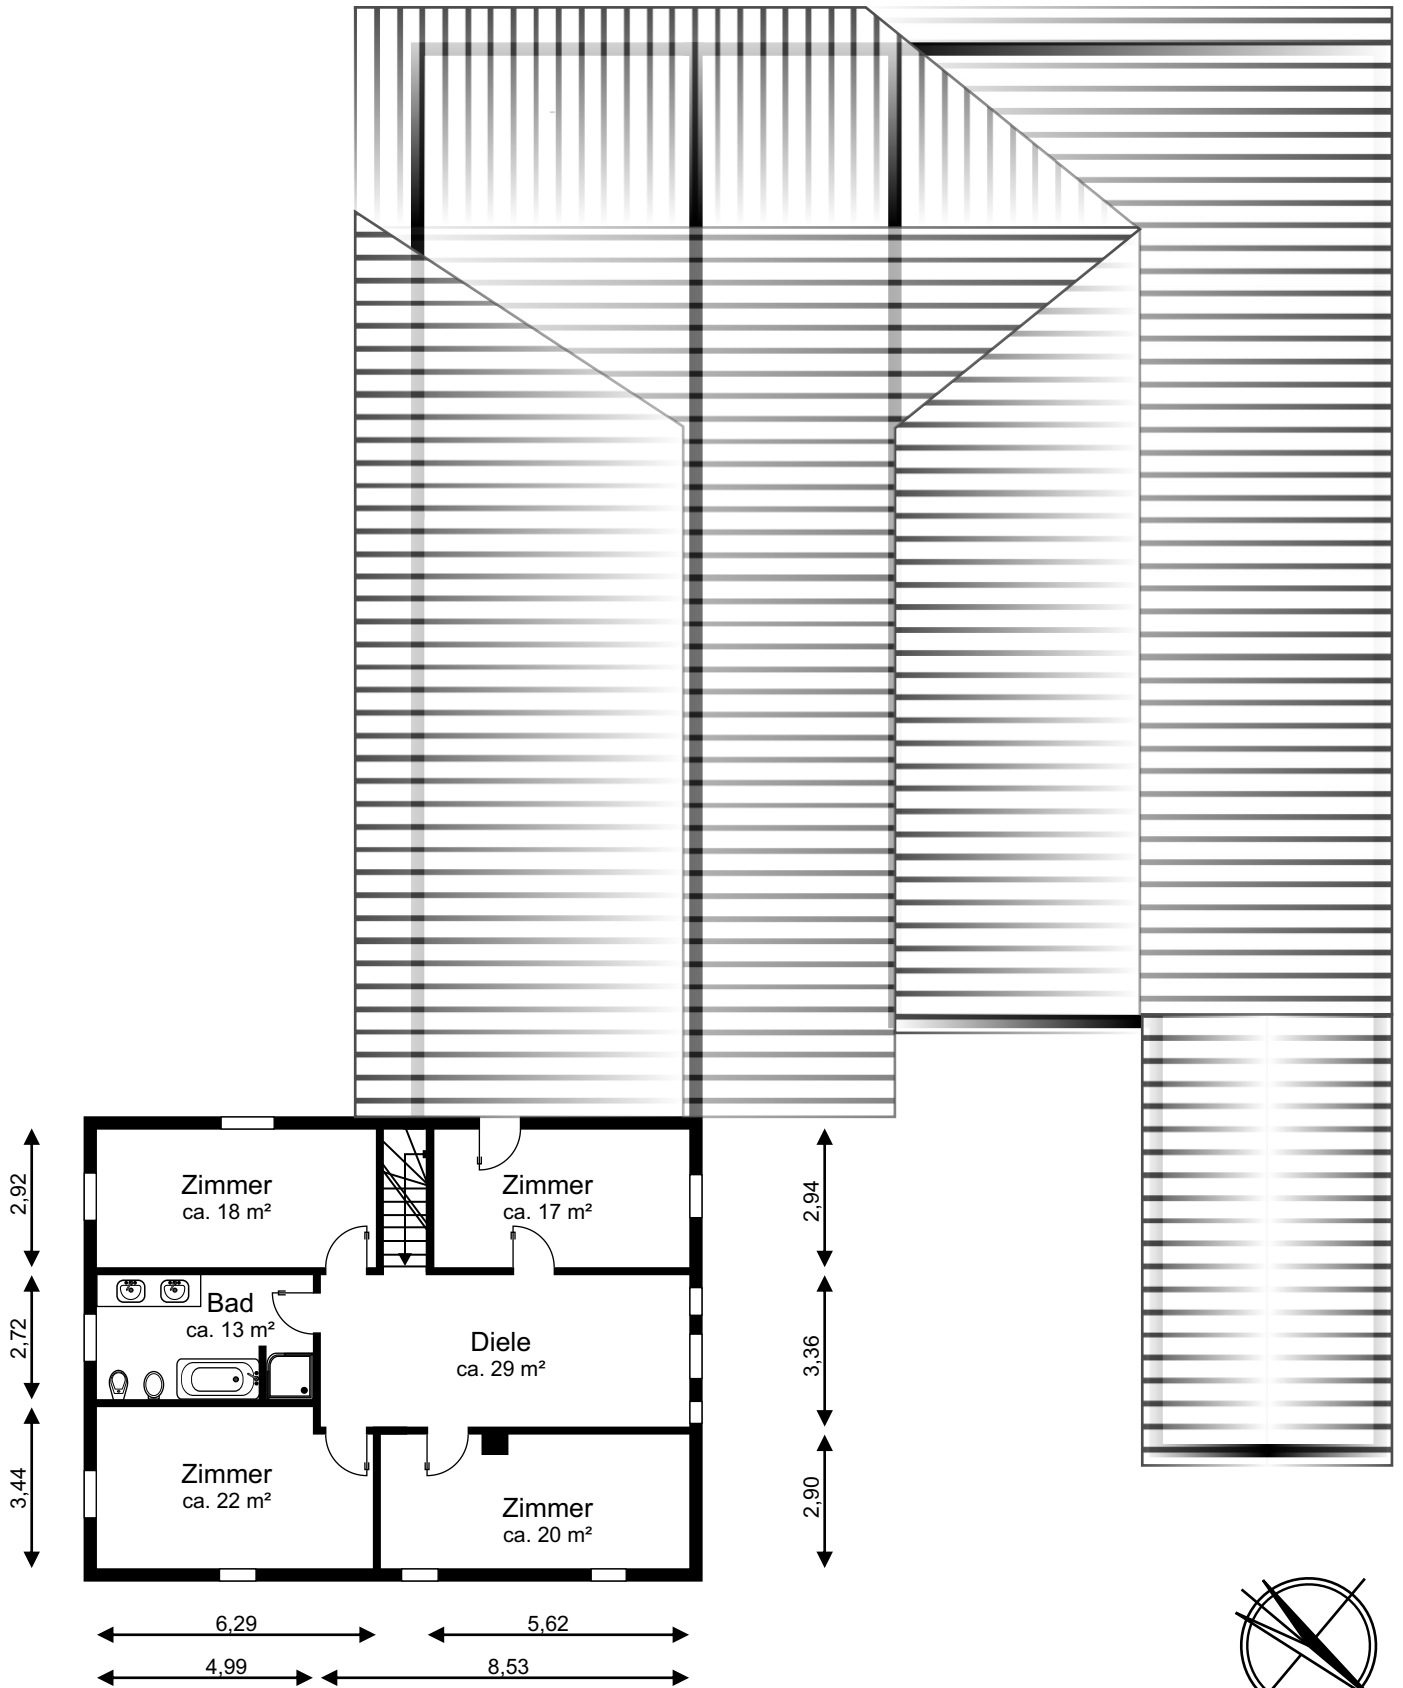 2,92
Zimmer
ca. 18 m²
Zimmer
ca. 17 m²
2,94
2,72
Bad
ca. 13 m²
Diele
ca. 29 m²
3,36
3,44
Zimmer
ca. 22 m²
Zimmer
ca. 20 m²
2,90
6,29
5,62
4,99
8,53